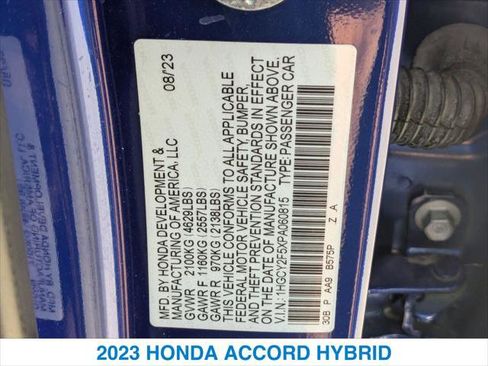 08/23
MFD. BY HONDA DEVELOPMENT &
MANUFACTURING OF AMERICA, LLC
GVWR 2100KG (4629LBS)
GAWR F 1160KG (2557LBS)
GAWR R 970KG (2138LBS)
THIS VEHICLE CONFORMS TO ALL APPLICABLE
FEDERAL MOTOR VEHICLE SAFETY, BUMPER,
AND THEFT PREVENTION STANDARDS IN EFFECT
ON THE DATE OF MANUFACTURE SHOWN ABOVE.
V.I.N.: 1HGCY2F5XPA060815 TYPE: PASSENGER CAR
30B P AA9 B575P Z A
2023 HONDA ACCORD HYBRID